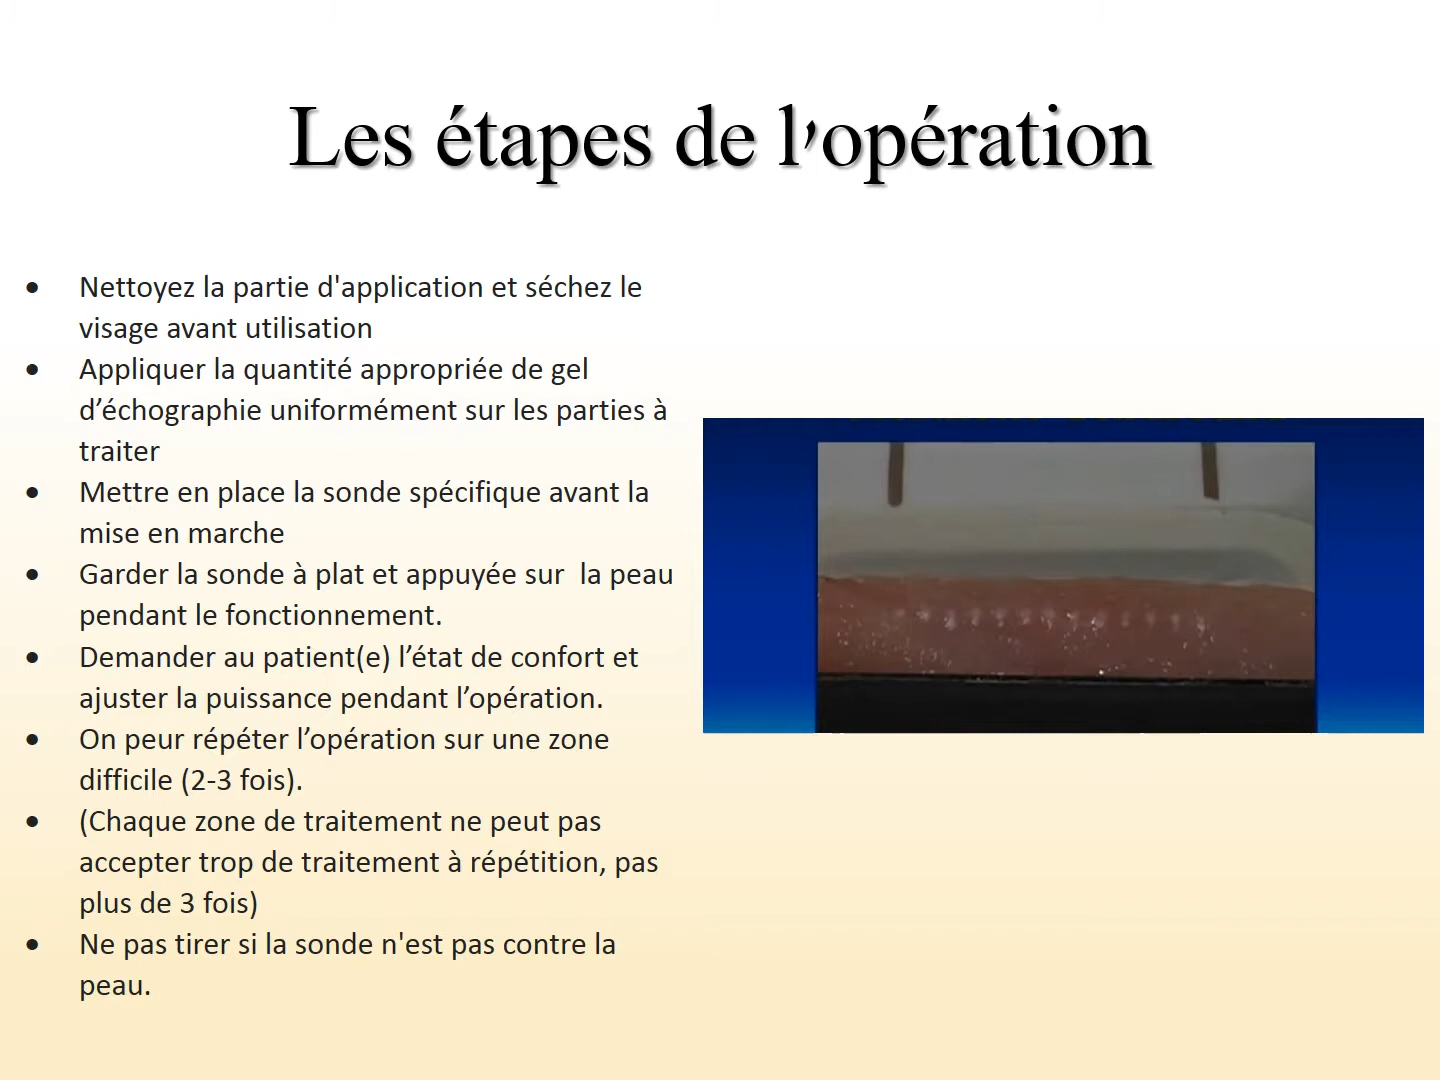 Les étapes de l’opération
• Nettoyez la partie d'application et séchez le
visage avant utilisation
• Appliquer la quantité appropriée de gel
d’échographie uniformément sur les parties à
traiter
• Mettre en place la sonde spécifique avant la
mise en marche
• Garder la sonde à plat et appuyée sur  la peau
pendant le fonctionnement.
• Demander au patient(e) l’état de confort et
ajuster la puissance pendant l’opération.
• On peur répéter l’opération sur une zone
difficile (2-3 fois).
• (Chaque zone de traitement ne peut pas
accepter trop de traitement à répétition, pas
plus de 3 fois)
• Ne pas tirer si la sonde n'est pas contre la
peau.